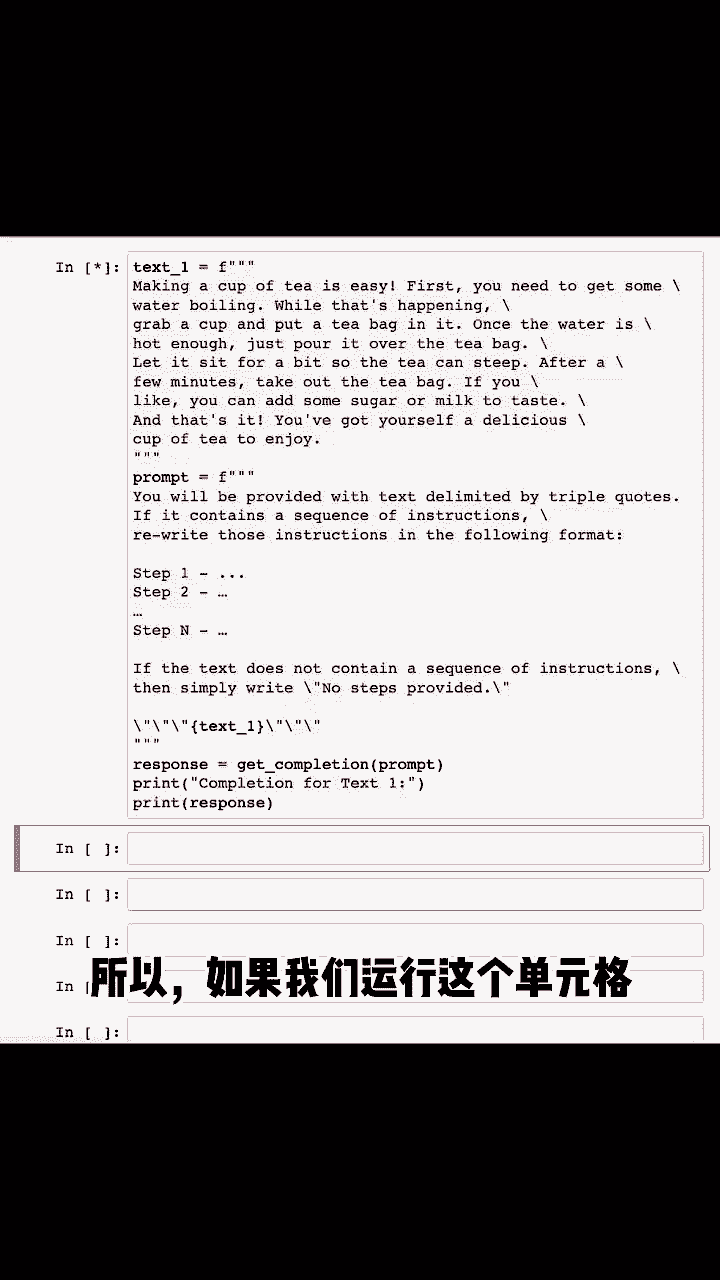 In [*]: text_1 = f"""
Making a cup of tea is easy! First, you need to get some \
water boiling. While that's happening, \
grab a cup and put a tea bag in it. Once the water is \
hot enough, just pour it over the tea bag. \
Let it sit for a bit so the tea can steep. After a \
few minutes, take out the tea bag. If you \
like, you can add some sugar or milk to taste. \
And that's it! You've got yourself a delicious \
cup of tea to enjoy.
"""
prompt = f"""
You will be provided with text delimited by triple quotes.
If it contains a sequence of instructions, \
re-write those instructions in the following format:
Step 1 - ...
Step 2 - …
…
Step N - …
If the text does not contain a sequence of instructions, \
then simply write \"No steps provided.\"
\"\"\"{text_1}\"\"\"
"""
response = get_completion(prompt)
print("Completion for Text 1:")
print(response)
In [ ]:
In [ ]:
In [ ]:
In [
所以，如果我们运行这个单元格
In [ ]: